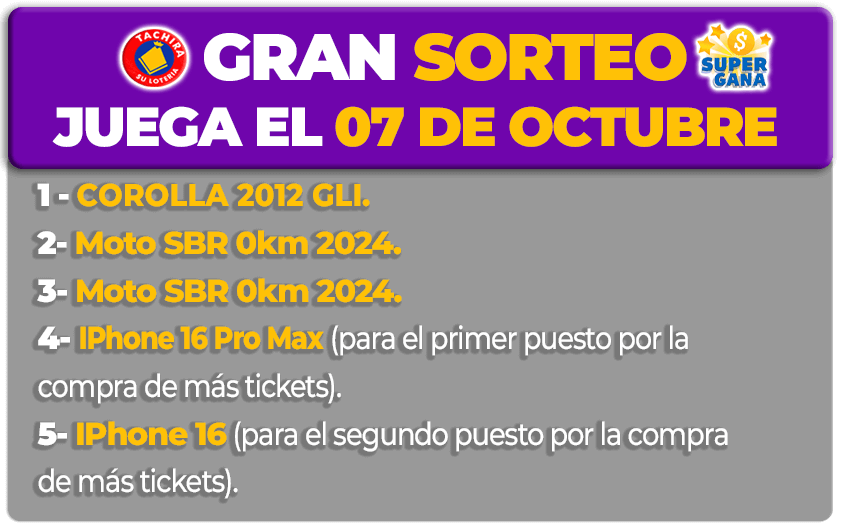 TACHIRA
SU LOTERIA
GRAN SORTEO
SUPER
GANA
JUEGA EL 07 DE OCTUBRE
1 - COROLLA 2012 GLI.
2- Moto SBR 0km 2024.
3- Moto SBR 0km 2024.
4- IPhone 16 Pro Max (para el primer puesto por la
compra de más tickets).
5- IPhone 16 (para el segundo puesto por la compra
de más tickets).